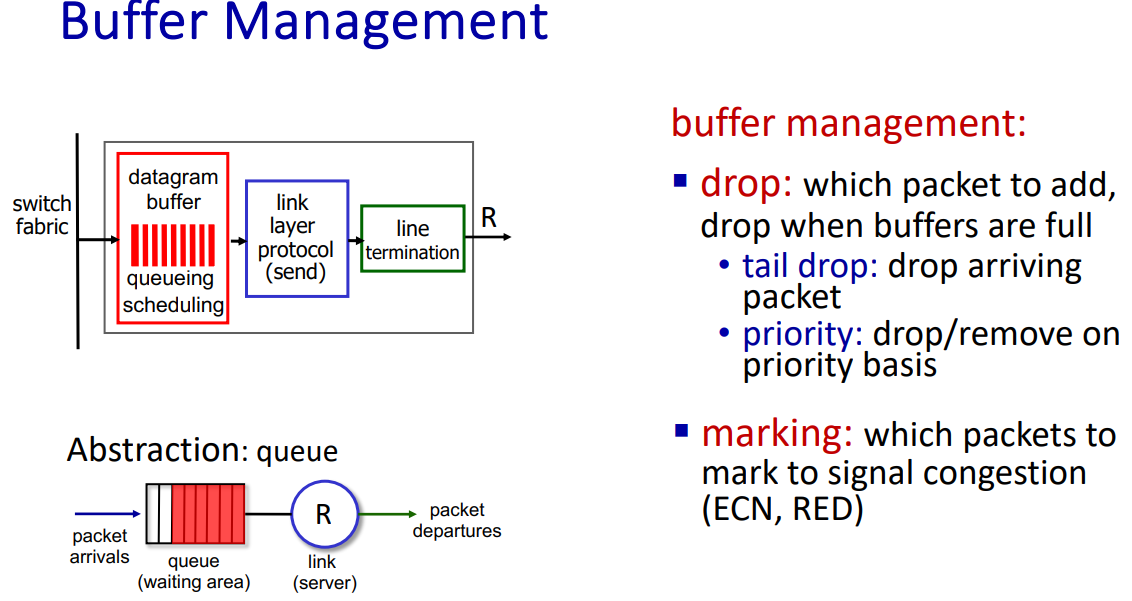 Buffer Management
switch
fabric
datagram
buffer
queueing
scheduling
link
layer
protocol
(send)
line
termination
R
Abstraction: queue
packet
arrivals
queue
(waiting area)
R
link
(server)
packet
departures
buffer management:
▪ drop: which packet to add,
drop when buffers are full
• tail drop: drop arriving
packet
• priority: drop/remove on
priority basis
▪ marking: which packets to
mark to signal congestion
(ECN, RED)